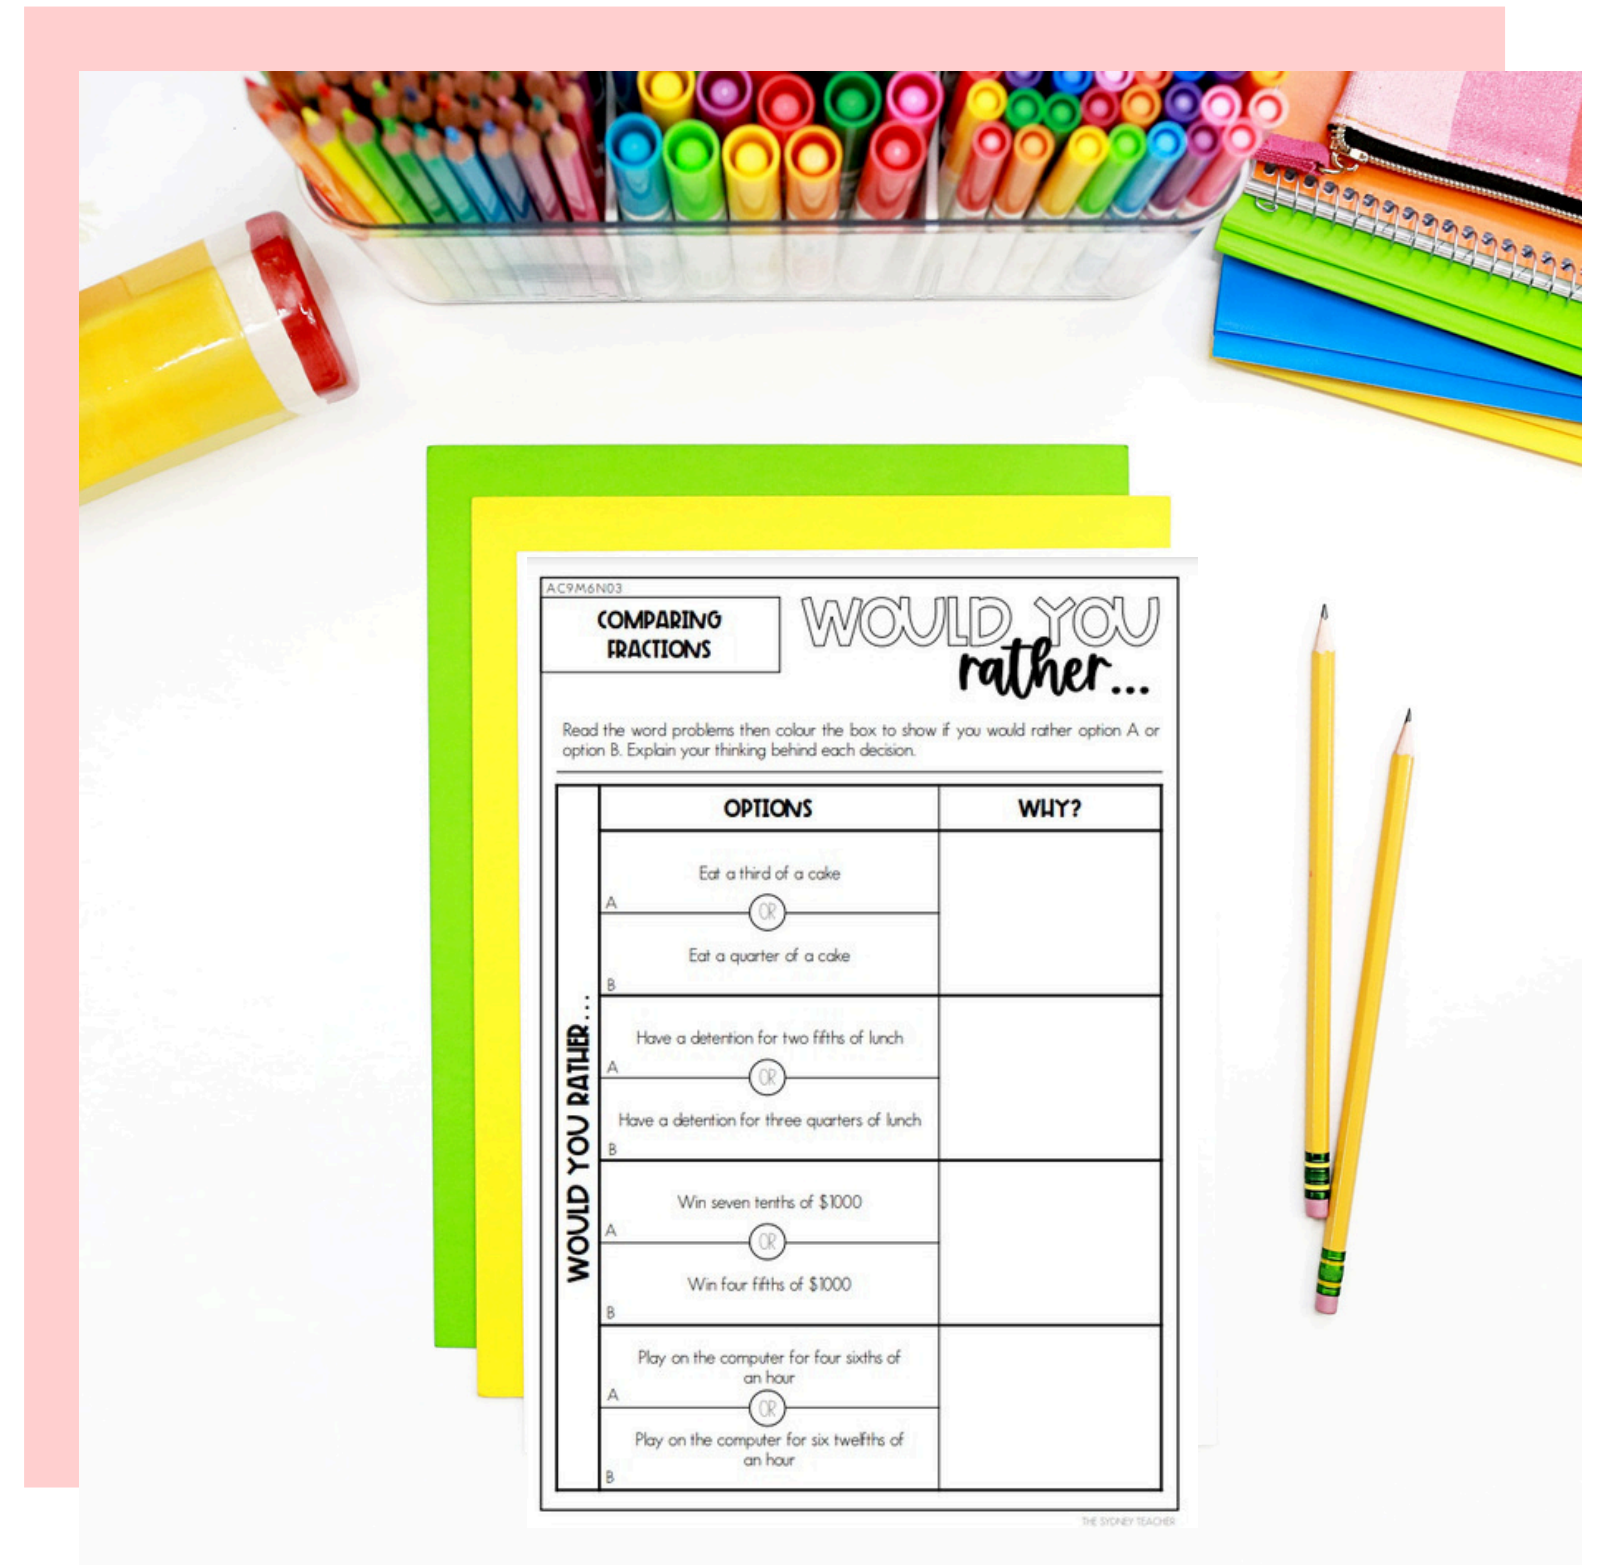 AC9M6N03
COMPARING
FRACTIONS
WOULD YOU
rather...
Read the word problems then colour the box to show if you would rather option A or
option B. Explain your thinking behind each decision.
WOULD YOU RATHER...
OPTIONS
WHY?
Eat a third of a cake
A
OR
Eat a quarter of a cake
B
Have a detention for two fifths of lunch
A
OR
Have a detention for three quarters of lunch
B
Win seven tenths of $1000
A
OR
Win four fifths of $1000
B
Play on the computer for four sixths of
an hour
A
OR
Play on the computer for six twelfths of
an hour
B
THE SYDNEY TEACHER